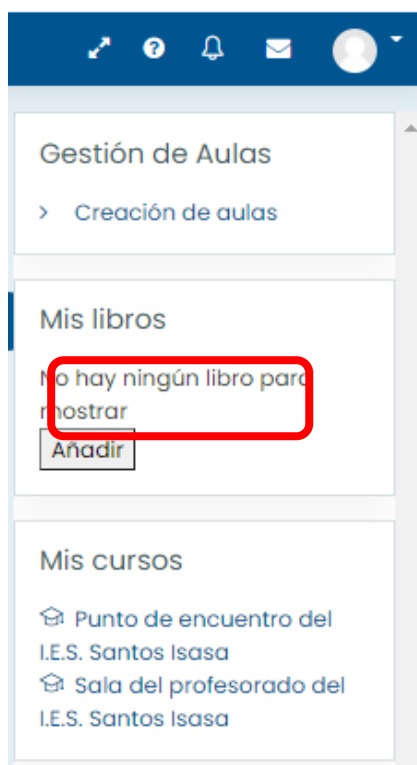 Gestión de Aulas
> Creación de aulas
Mis libros
No hay ningún libro para
mostrar
Añadir
Mis cursos
Punto de encuentro del
I.E.S. Santos Isasa
Sala del profesorado del
I.E.S. Santos Isasa